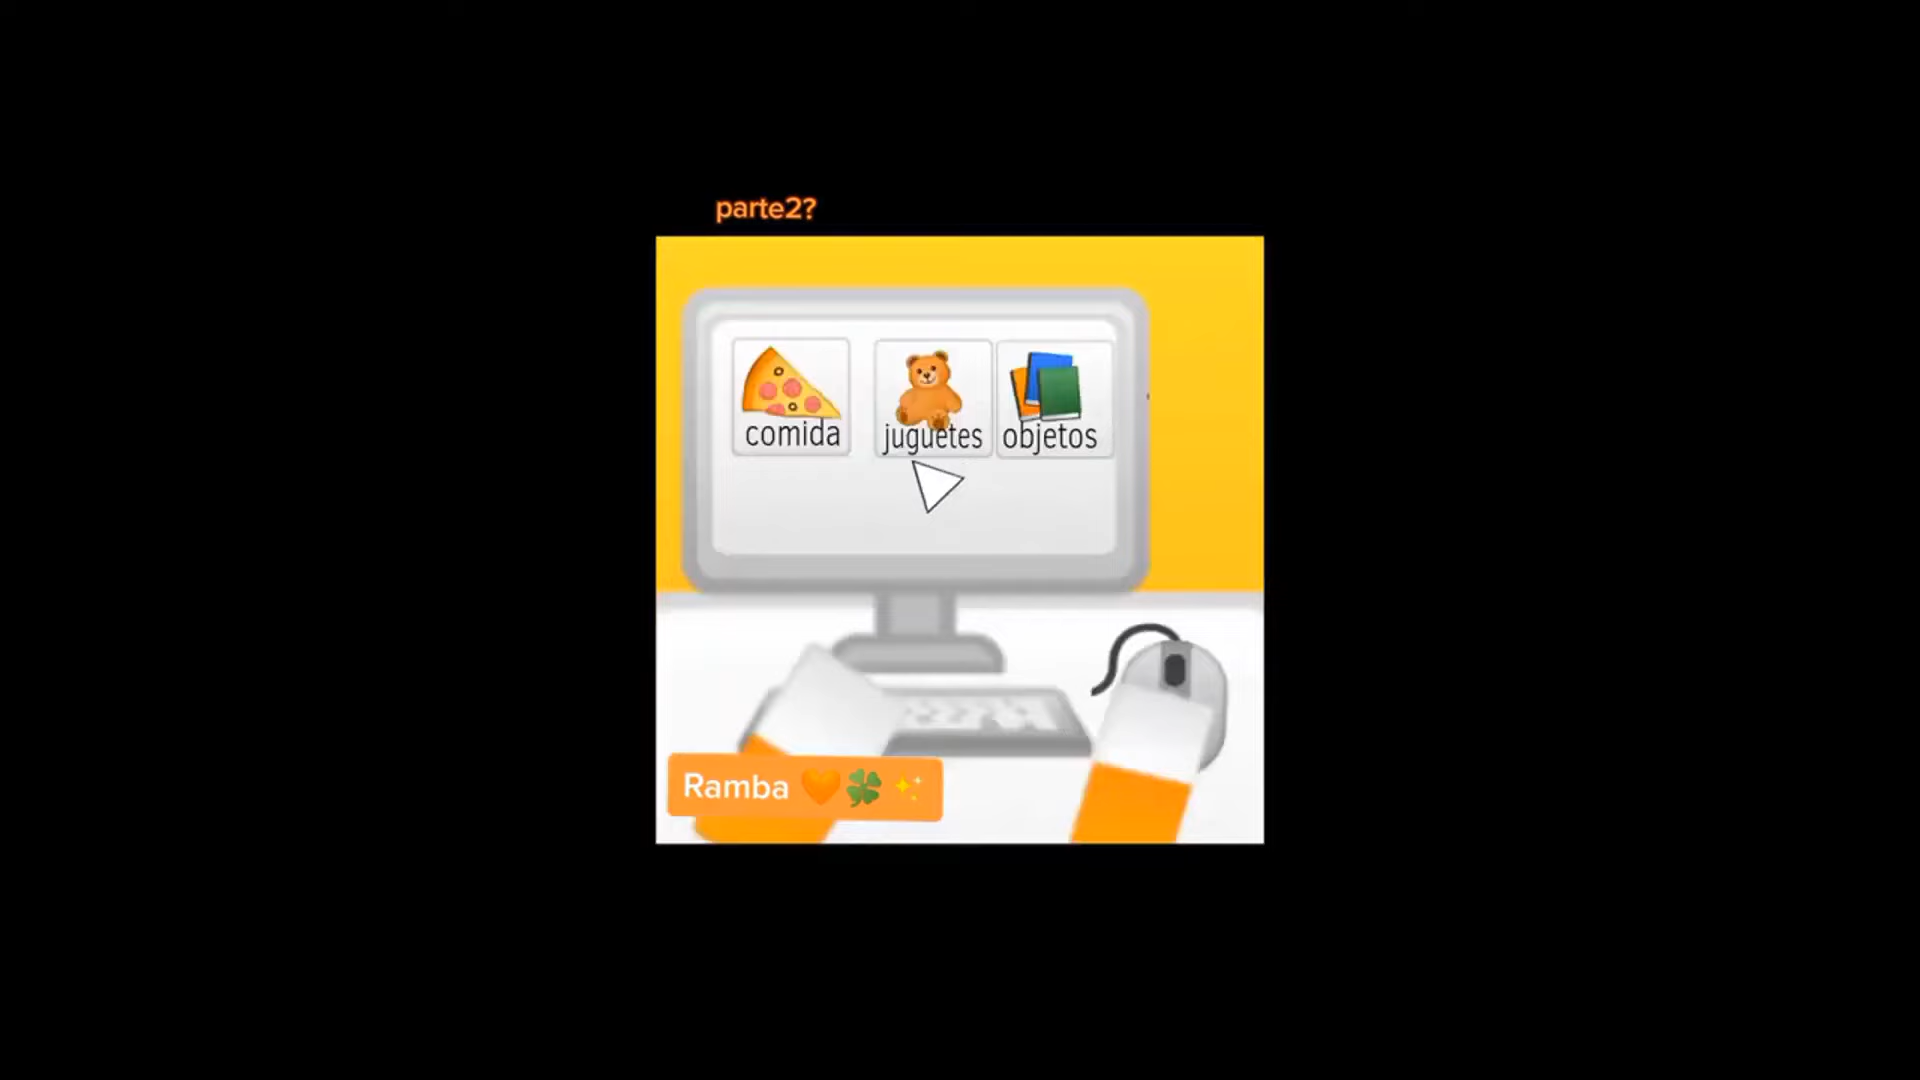 parte2?
comida
juguetes
objetos
Ramba 🧡🍀✨